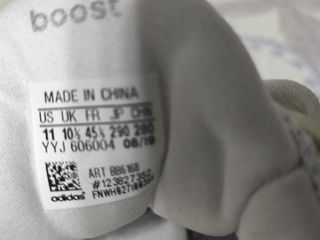 boost
MADE IN CHINA
US UK FR JP CHN
11 10½ 45⅓ 290 280
YYJ 606004 08/19
ART BB6168
adidas